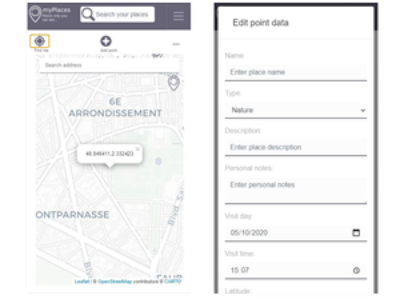 myPlaces
Search your places
Find me
Add point
Search address
6E
ARRONDISSEMENT
48.846411,2.332423
ONTPARNASSE
Leaflet | © OpenStreetMap contributors © CARTO
Edit point data
Name:
Enter place name
Type:
Nature
Description:
Enter place description
Personal notes:
Enter personal notes
Visit day:
05/10/2020
Visit time:
15:07
Latitude: